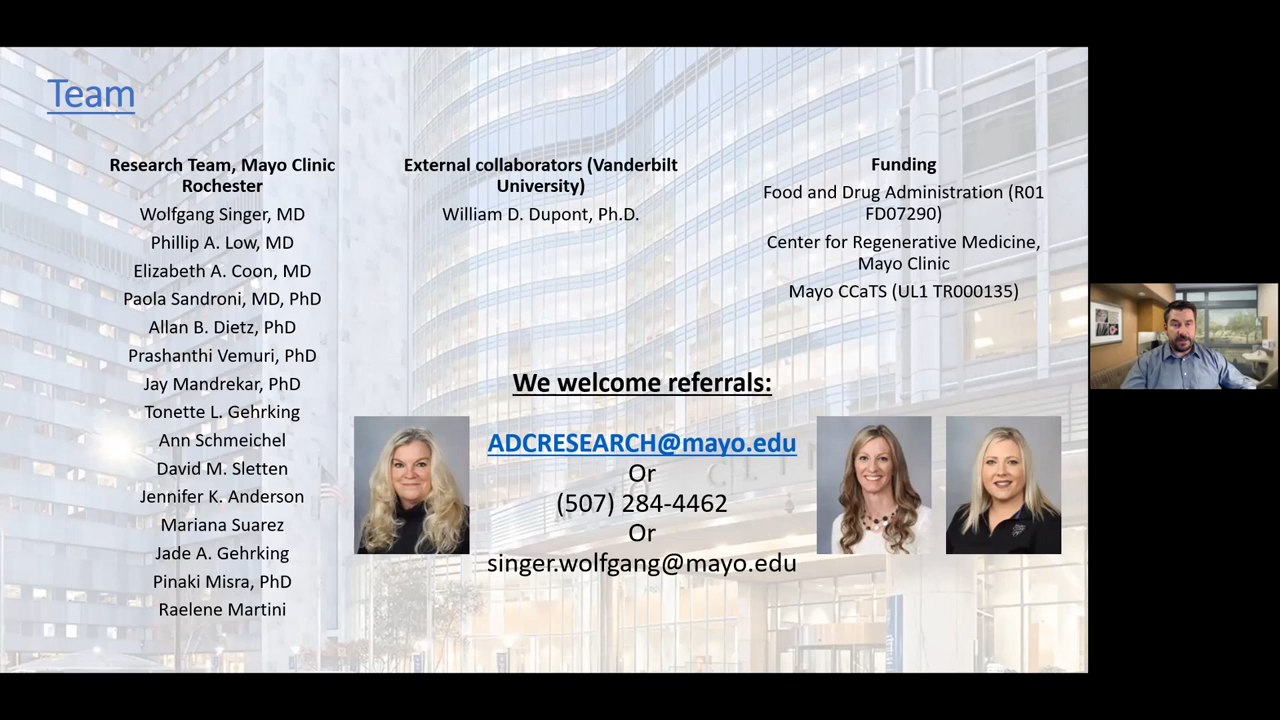 Team
Research Team, Mayo Clinic
Rochester
Wolfgang Singer, MD
Phillip A. Low, MD
Elizabeth A. Coon, MD
Paola Sandroni, MD, PhD
Allan B. Dietz, PhD
Prashanthi Vemuri, PhD
Jay Mandrekar, PhD
Tonette L. Gehrking
Ann Schmeichel
David M. Sletten
Jennifer K. Anderson
Mariana Suarez
Jade A. Gehrking
Pinaki Misra, PhD
Raelene Martini
External collaborators (Vanderbilt
University)
William D. Dupont, Ph.D.
Funding
Food and Drug Administration (R01
FD07290)
Center for Regenerative Medicine,
Mayo Clinic
Mayo CCaTS (UL1 TR000135)
We welcome referrals:
ADCRESEARCH@mayo.edu
Or
(507) 284-4462
Or
singer.wolfgang@mayo.edu